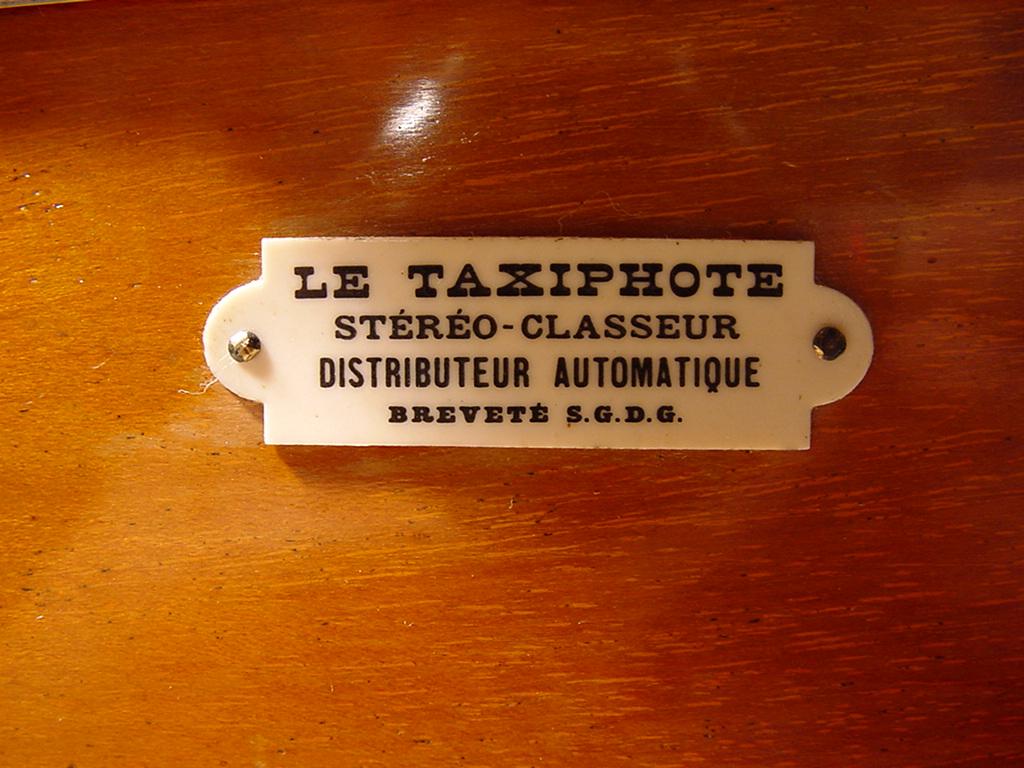 LE TAXIPHOTE
STÉRÉO-CLASSEUR
DISTRIBUTEUR AUTOMATIQUE
BREVETÉ S.G.D.G.